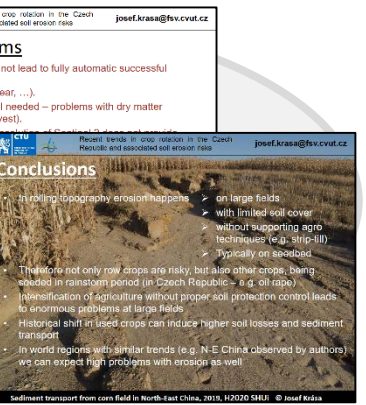 crop rotation in the Czech
ciated soil erosion risks
josef.krasa@fsv.cvut.cz
ms
not lead to fully automatic successful
ear, …).
l needed – problems with dry matter
vest).
CTU
Recent trends in crop rotation in the Czech
Republic and associated soil erosion risks
josef.krasa@fsv.cvut.cz
Conclusions
• In rolling topography erosion happens
➢ on large fields
➢ with limited soil cover
➢ without supporting agro
techniques (e.g. strip-till)
➢ Typically on seedbed
• Therefore not only row crops are risky, but also other crops, being
seeded in rainstorm period (in Czech Republic – e.g. oil rape)
• Intensification of agriculture without proper soil protection control leads
to enormous problems at large fields
• Historical shift in used crops can induce higher soil losses and sediment
transport
• In world regions with similar trends (e.g. N-E China observed by authors)
we can expect high problems with erosion as well
Sediment transport from corn field in North-East China, 2019, H2020 SHUi © Josef Krása